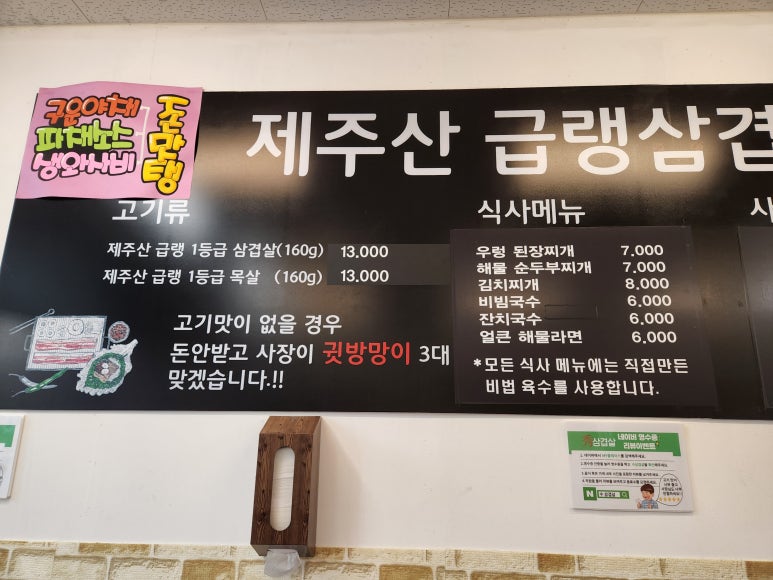 구운야채
파채소스
생와사비
존맛탱
제주산 급랭삼겹
고기류
제주산 급랭 1등급 삼겹살(160g) 13.000
제주산 급랭 1등급 목살 (160g) 13.000
고기맛이 없을 경우
돈안받고 사장이 귓방망이 3대
맞겠습니다.!!
식사메뉴
우렁 된장찌개 7.000
해물 순두부찌개 7.000
김치찌개 8.000
비빔국수 6.000
잔치국수 6.000
얼큰 해물라면 6.000
*모든 식사 메뉴에는 직접만든
비법 육수를 사용합니다.
사
삼겹살 네이버 영수증
리뷰이벤트
N